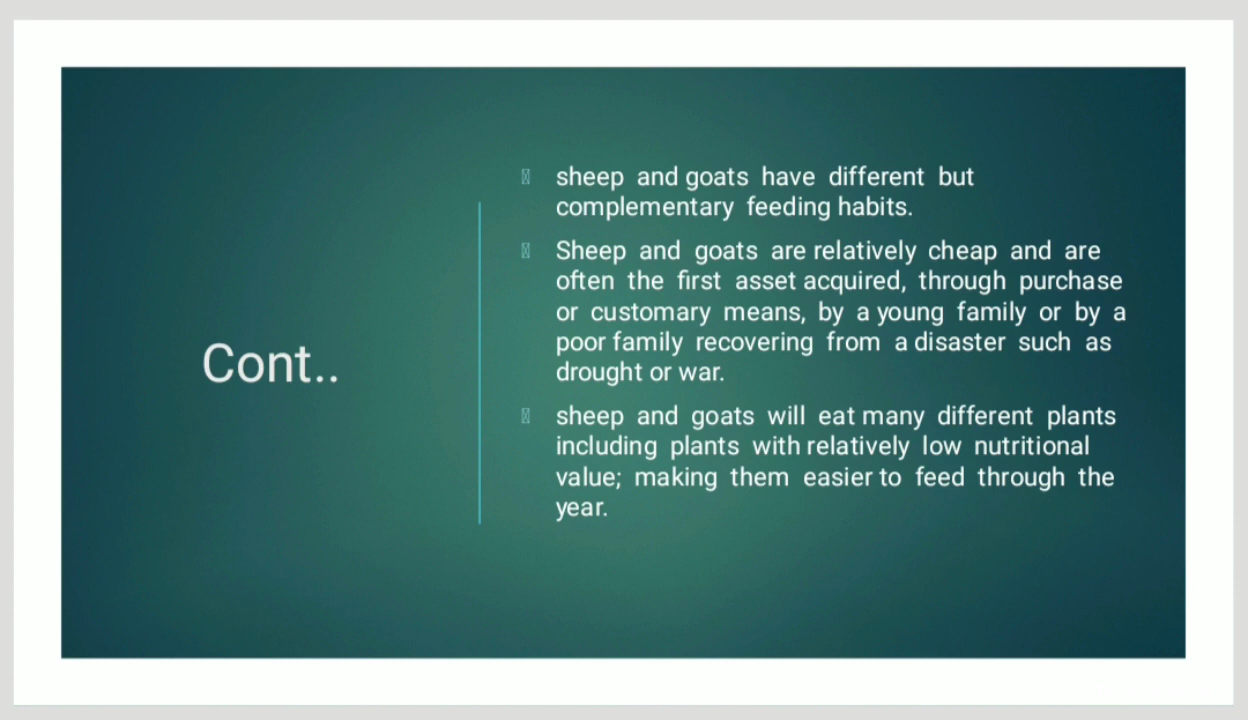 Cont..
sheep and goats have different but
complementary feeding habits.
Sheep and goats are relatively cheap and are
often the first asset acquired, through purchase
or customary means, by a young family or by a
poor family recovering from a disaster such as
drought or war.
sheep and goats will eat many different plants
including plants with relatively low nutritional
value; making them easier to feed through the
year.